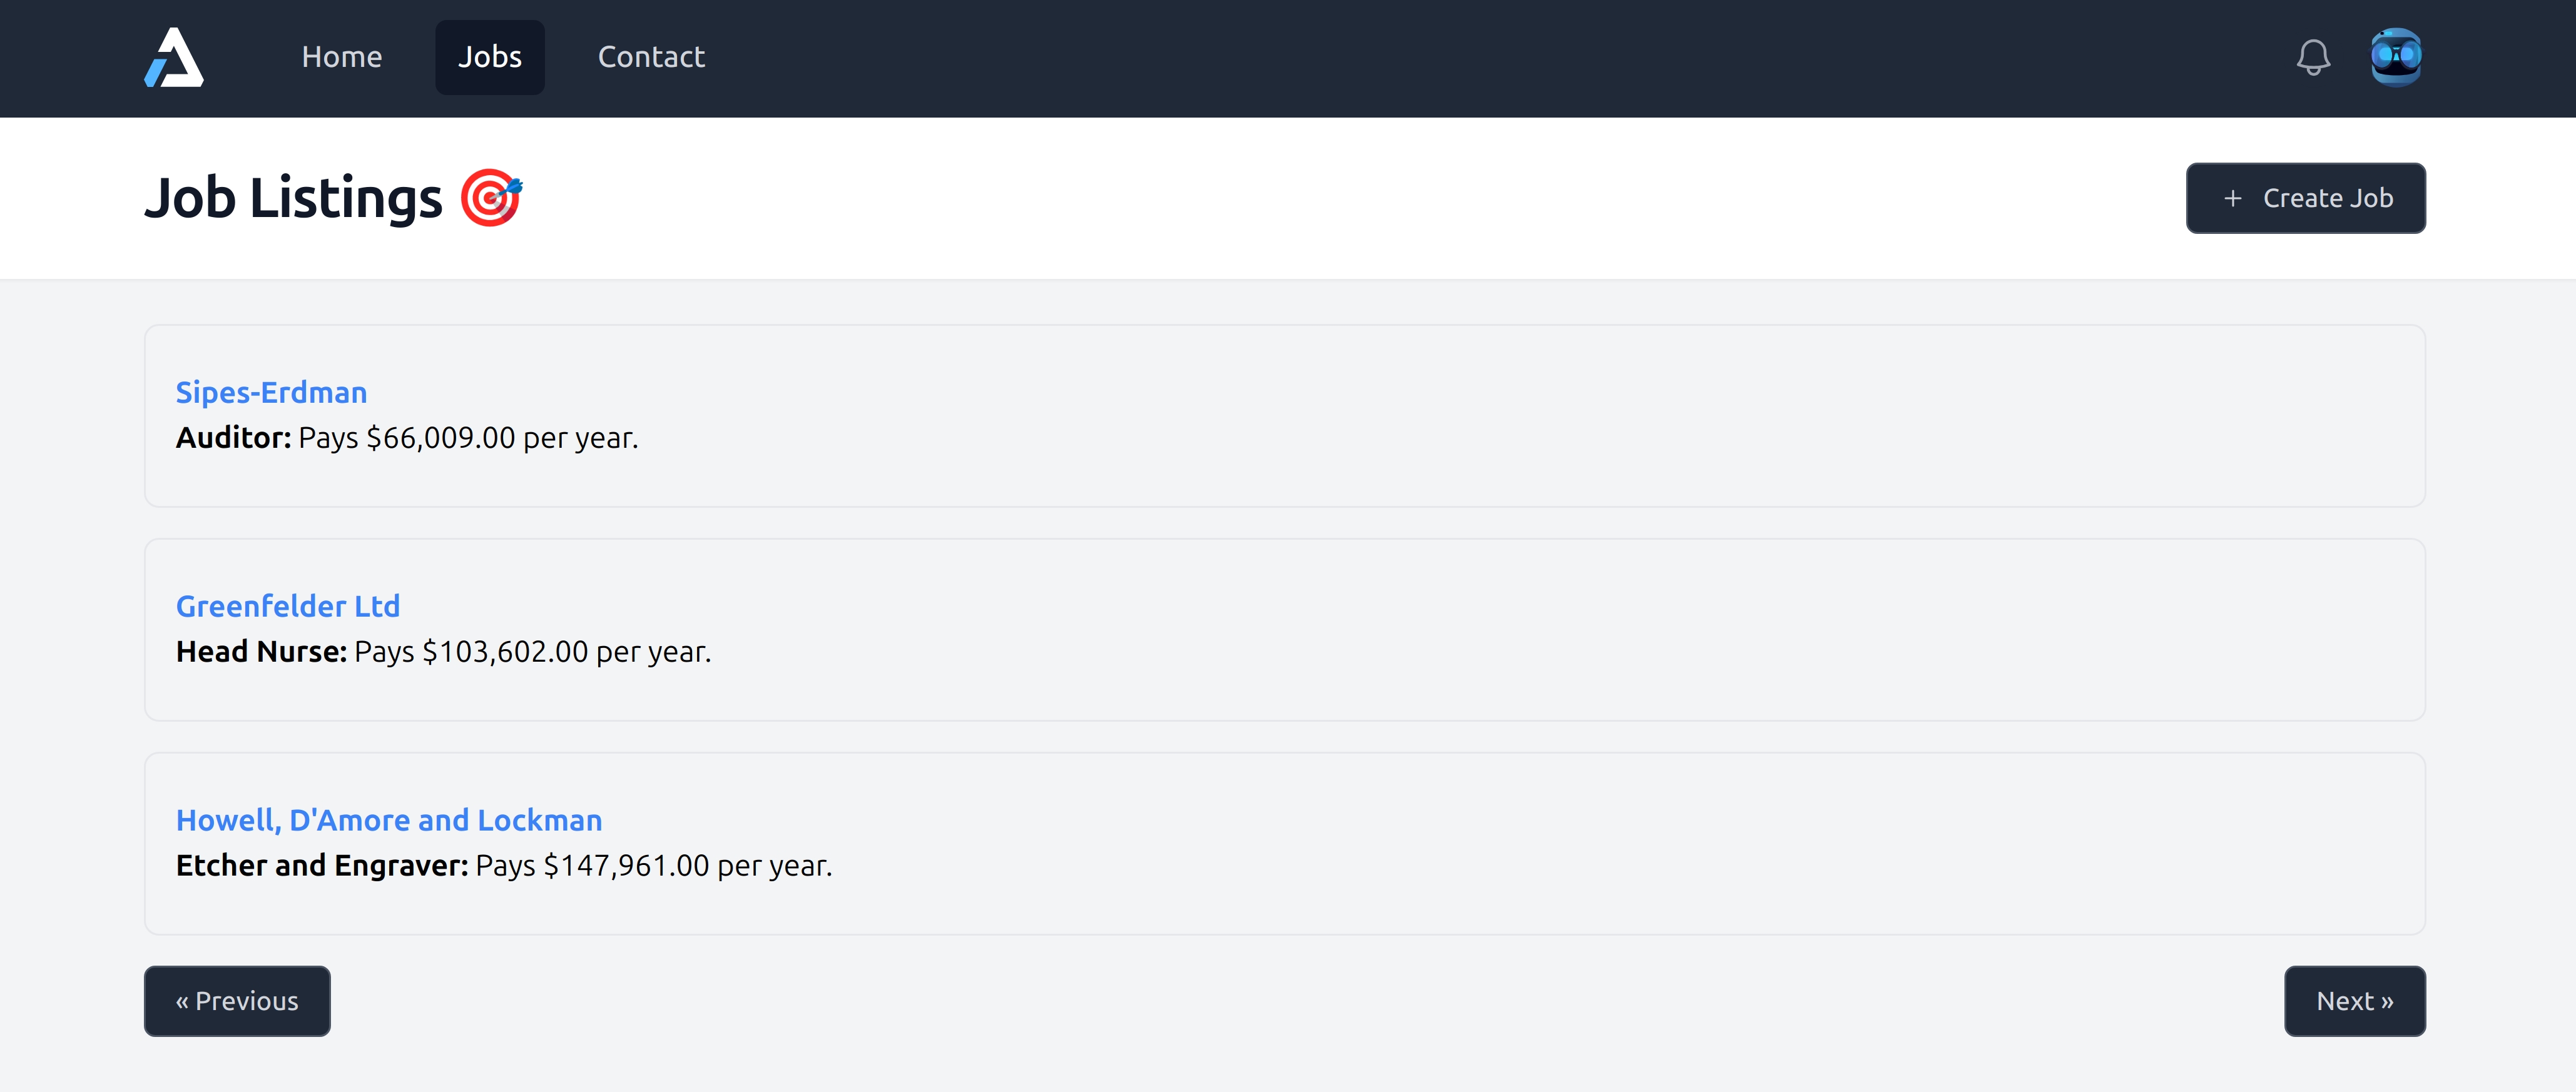 Home
Jobs
Contact
Job Listings 🎯
+ Create Job
Sipes-Erdman
Auditor: Pays $66,009.00 per year.
Greenfelder Ltd
Head Nurse: Pays $103,602.00 per year.
Howell, D'Amore and Lockman
Etcher and Engraver: Pays $147,961.00 per year.
« Previous
Next »